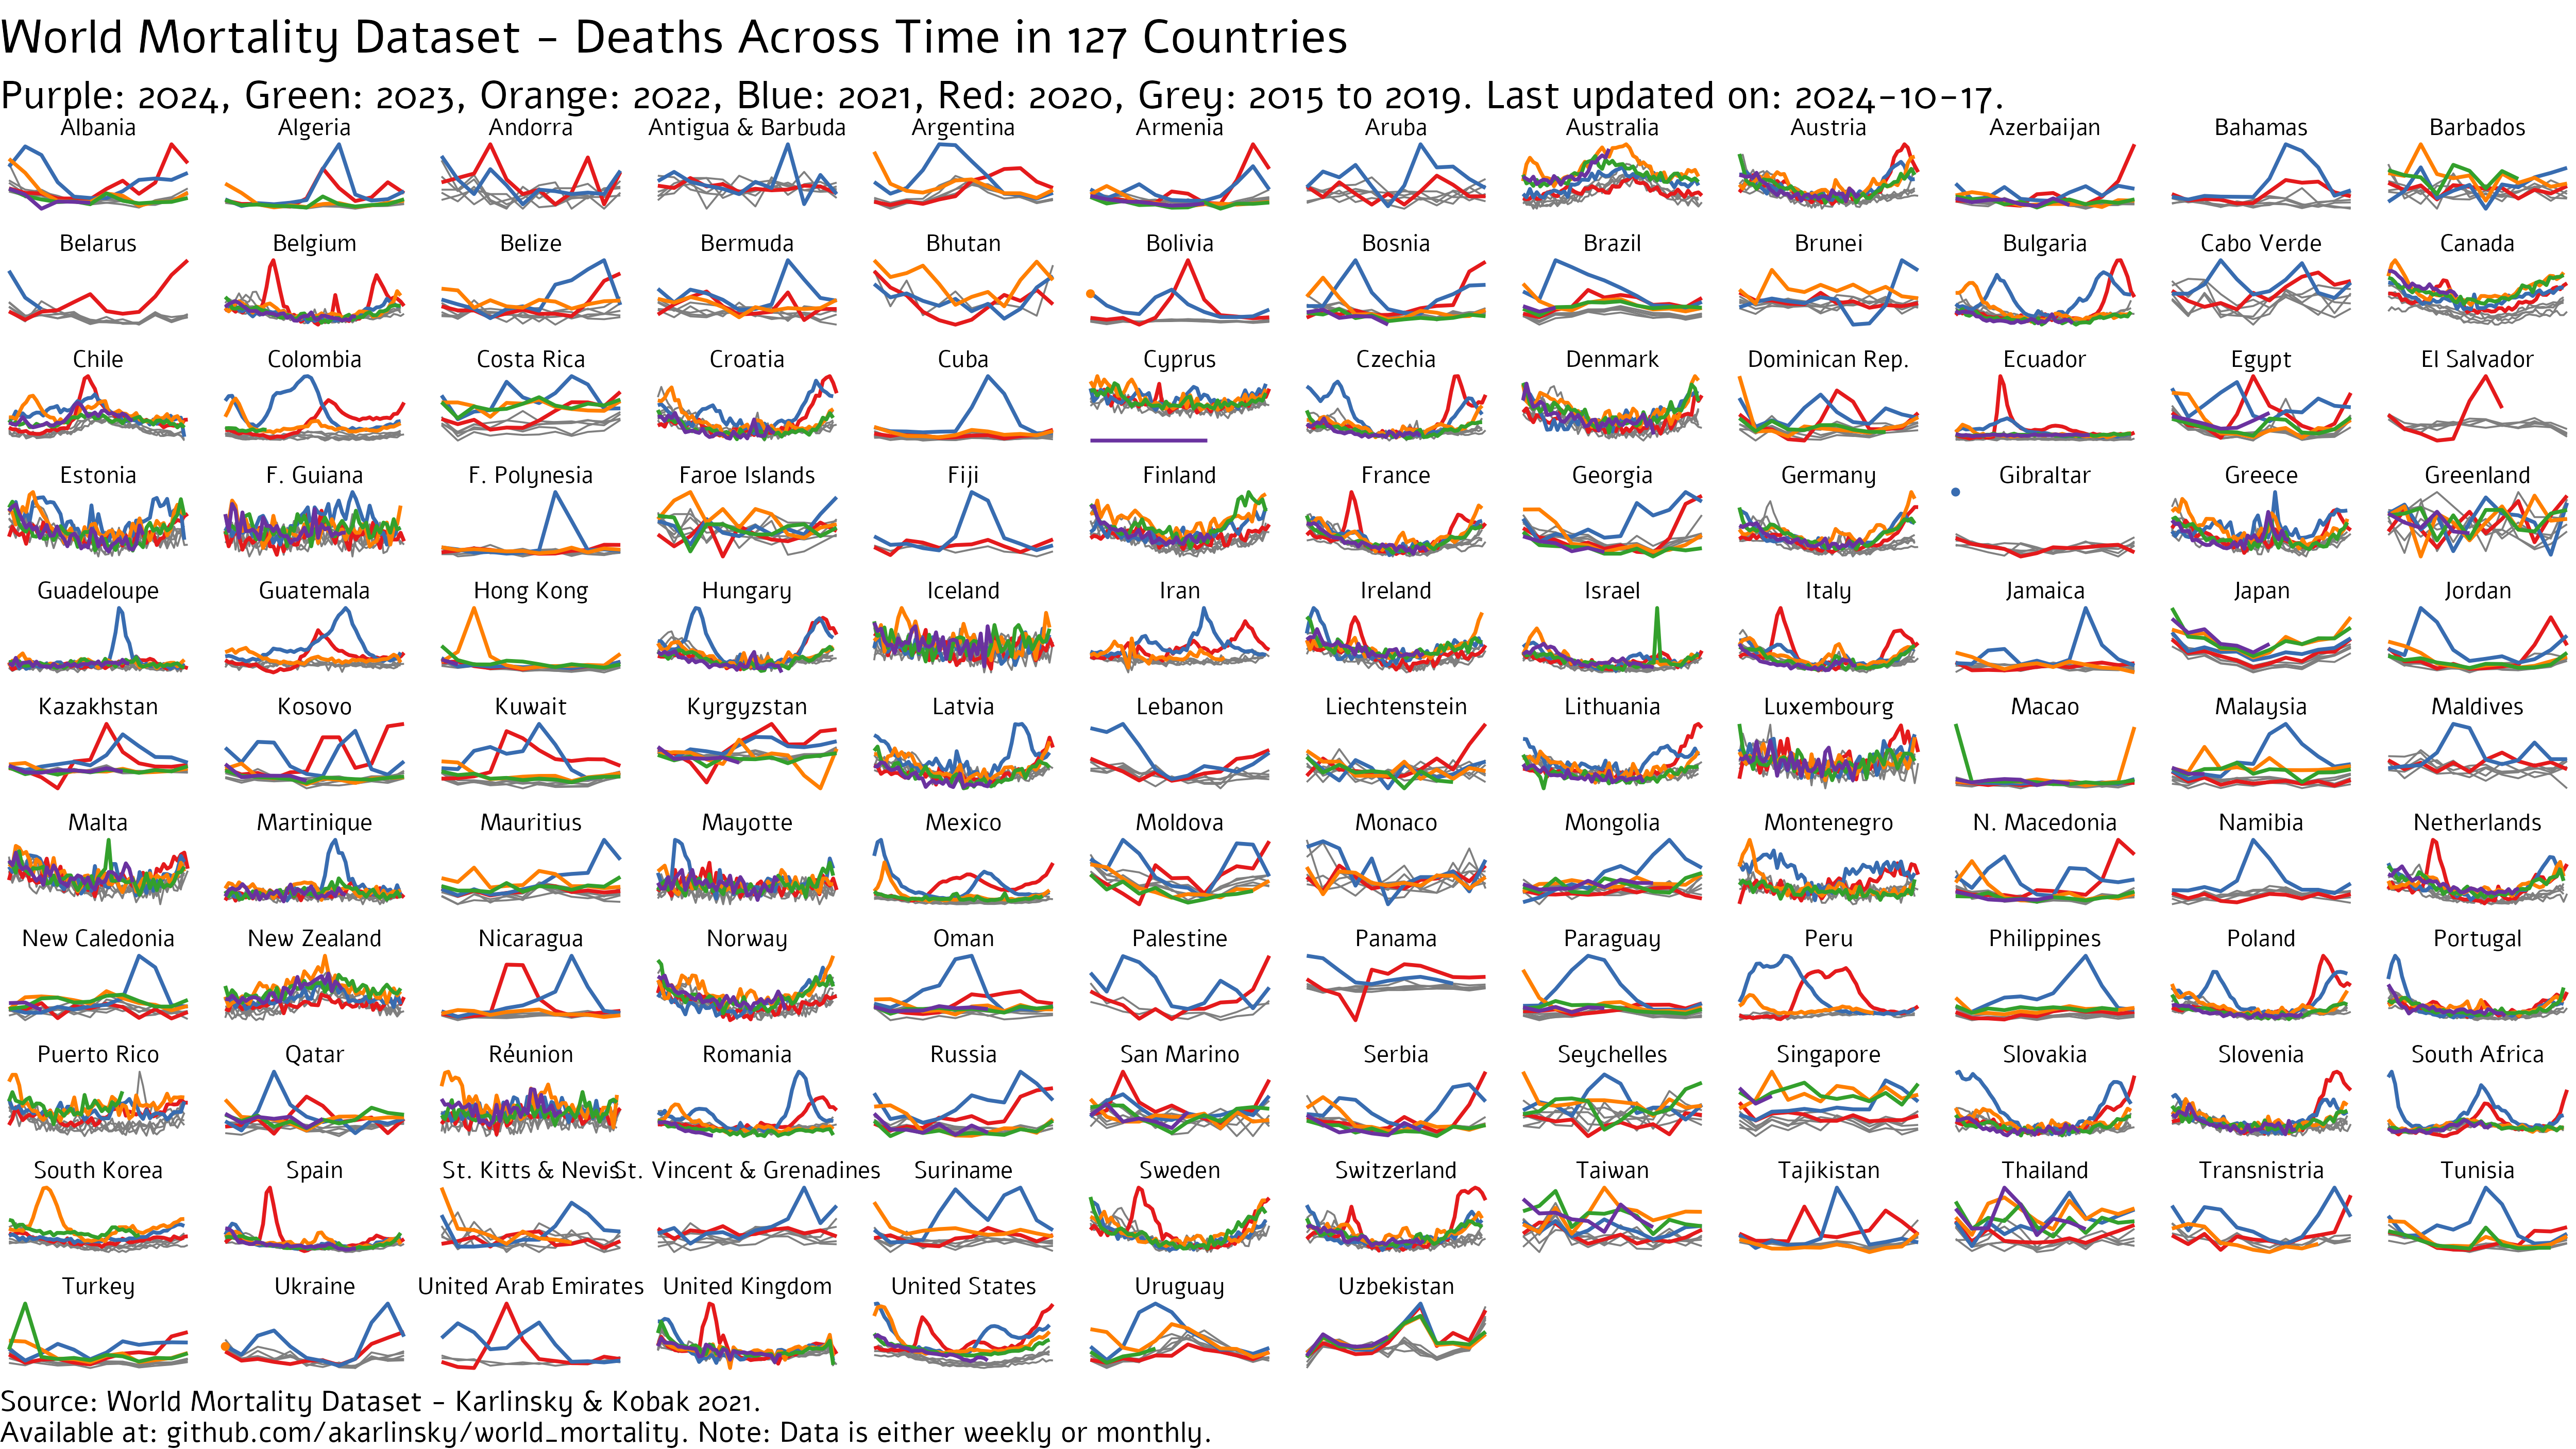 World Mortality Dataset - Deaths Across Time in 127 Countries
Purple: 2024, Green: 2023, Orange: 2022, Blue: 2021, Red: 2020, Grey: 2015 to 2019. Last updated on: 2024-10-17.
Albania Algeria Andorra Antigua & Barbuda Argentina Armenia Aruba Australia Austria Azerbaijan Bahamas Barbados
Belarus Belgium Belize Bermuda Bhutan Bolivia Bosnia Brazil Brunei Bulgaria Cabo Verde Canada
Chile Colombia Costa Rica Croatia Cuba Cyprus Czechia Denmark Dominican Rep. Ecuador Egypt El Salvador
Estonia F. Guiana F. Polynesia Faroe Islands Fiji Finland France Georgia Germany Gibraltar Greece Greenland
Guadeloupe Guatemala Hong Kong Hungary Iceland Iran Ireland Israel Italy Jamaica Japan Jordan
Kazakhstan Kosovo Kuwait Kyrgyzstan Latvia Lebanon Liechtenstein Lithuania Luxembourg Macao Malaysia Maldives
Malta Martinique Mauritius Mayotte Mexico Moldova Monaco Mongolia Montenegro N. Macedonia Namibia Netherlands
New Caledonia New Zealand Nicaragua Norway Oman Palestine Panama Paraguay Peru Philippines Poland Portugal
Puerto Rico Qatar Réunion Romania Russia San Marino Serbia Seychelles Singapore Slovakia Slovenia South Africa
South Korea Spain St. Kitts & Nevis St. Vincent & Grenadines Suriname Sweden Switzerland Taiwan Tajikistan Thailand Transnistria Tunisia
Turkey Ukraine United Arab Emirates United Kingdom United States Uruguay Uzbekistan
Source: World Mortality Dataset - Karlinsky & Kobak 2021.
Available at: github.com/akarlinsky/world_mortality. Note: Data is either weekly or monthly.